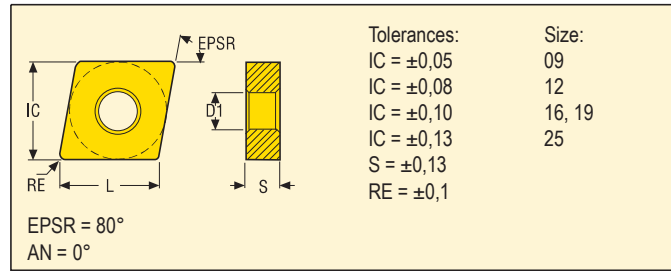 EPSR
IC
D1
RE
L
S
EPSR = 80°
AN = 0°
Tolerances: Size:
IC = ±0,05 09
IC = ±0,08 12
IC = ±0,10 16, 19
IC = ±0,13 25
S = ±0,13
RE = ±0,1